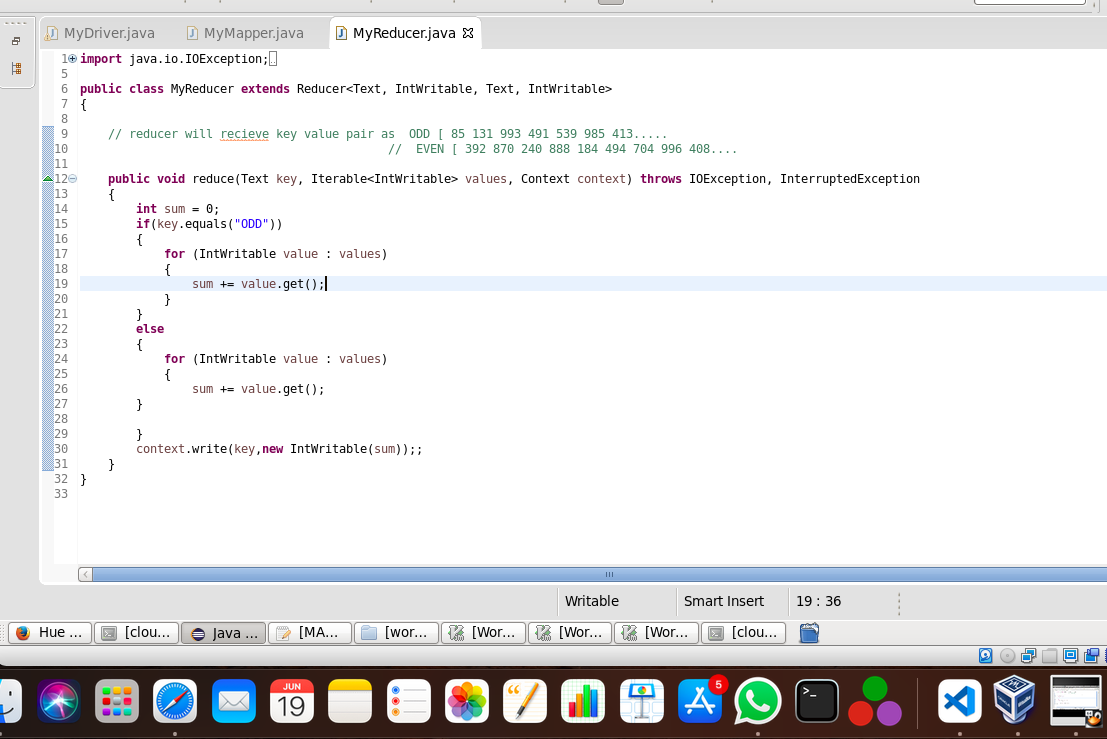 MyDriver.java MyMapper.java MyReducer.java
1 import java.io.IOException;
5
6 public class MyReducer extends Reducer<Text, IntWritable, Text, IntWritable>
7 {
8
9 // reducer will recieve key value pair as ODD [ 85 131 993 491 539 985 413.....
10 // EVEN [ 392 870 240 888 184 494 704 996 408....
11
12 public void reduce(Text key, Iterable<IntWritable> values, Context context) throws IOException, InterruptedException
13 {
14 int sum = 0;
15 if(key.equals("ODD"))
16 {
17 for (IntWritable value : values)
18 {
19 sum += value.get();
20 }
21 }
22 else
23 {
24 for (IntWritable value : values)
25 {
26 sum += value.get();
27 }
28
29 }
30 context.write(key,new IntWritable(sum));;
31 }
32 }
33
Writable Smart Insert 19 : 36
Hue ... [clou... Java ... [MA... [wor... [Wor... [Wor... [Wor... [clou...
JUN 5
19